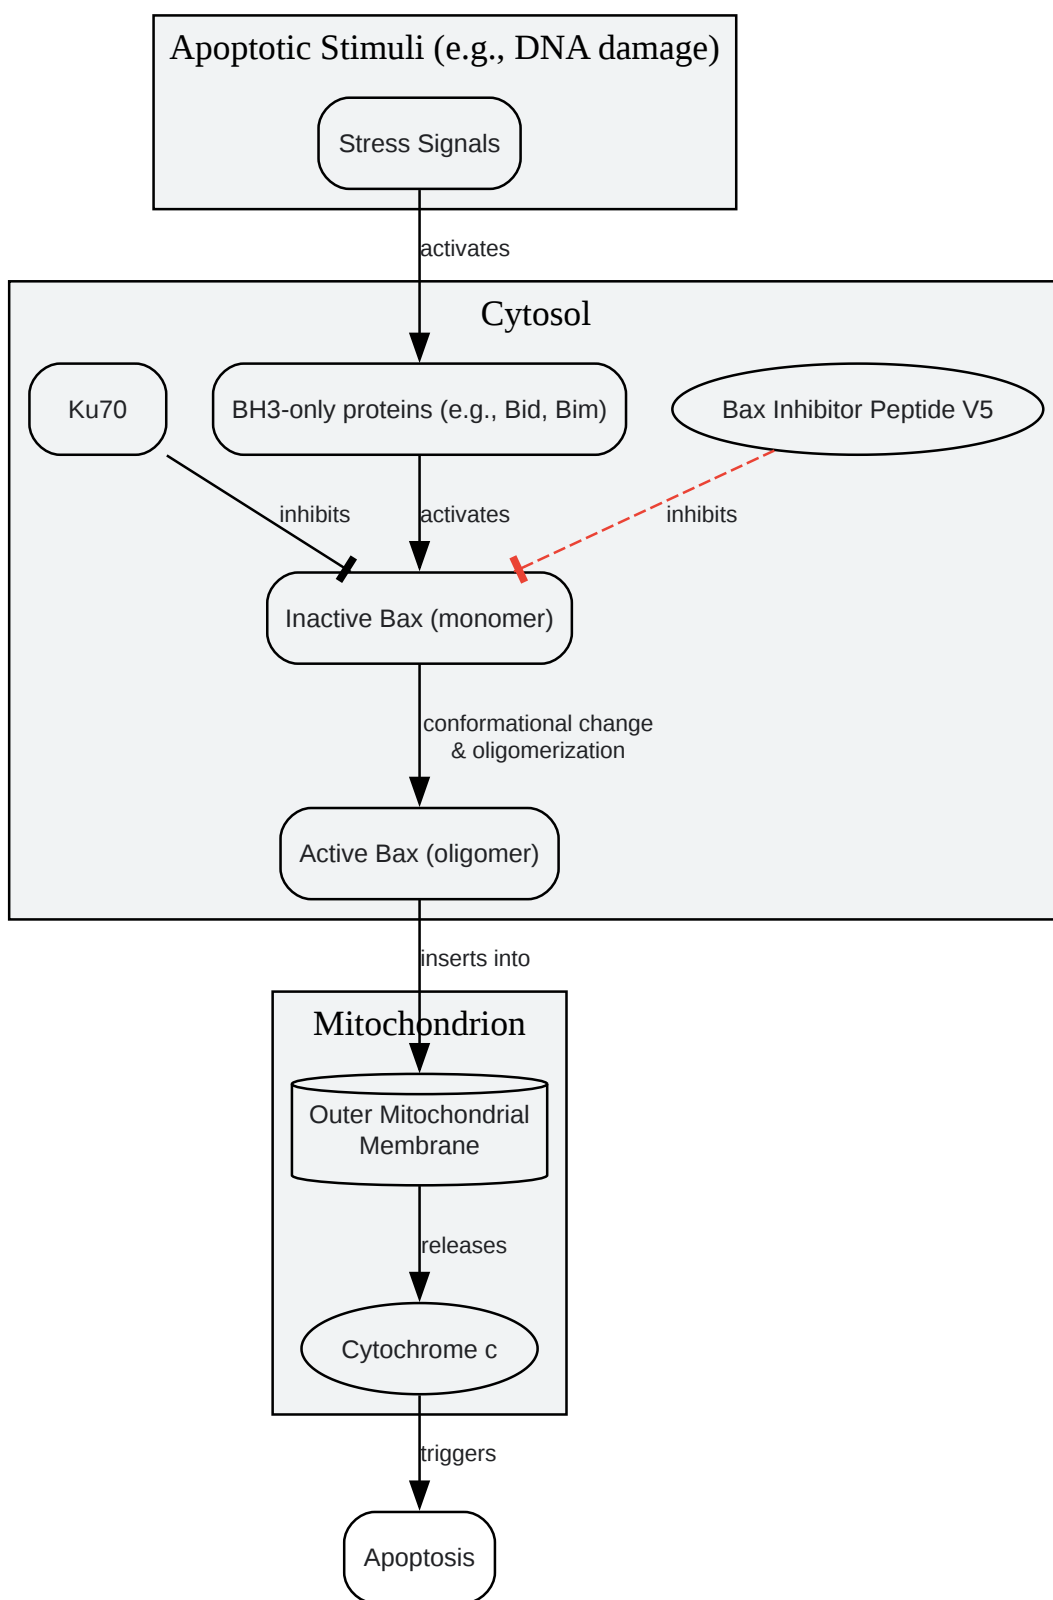 Apoptotic Stimuli (e.g., DNA damage)
Stress Signals
activates
Cytosol
Ku70
BH3-only proteins (e.g., Bid, Bim)
Bax Inhibitor Peptide V5
inhibits
activates
inhibits
Inactive Bax (monomer)
conformational change
& oligomerization
Active Bax (oligomer)
inserts into
Mitochondrion
Outer Mitochondrial
Membrane
releases
Cytochrome c
triggers
Apoptosis